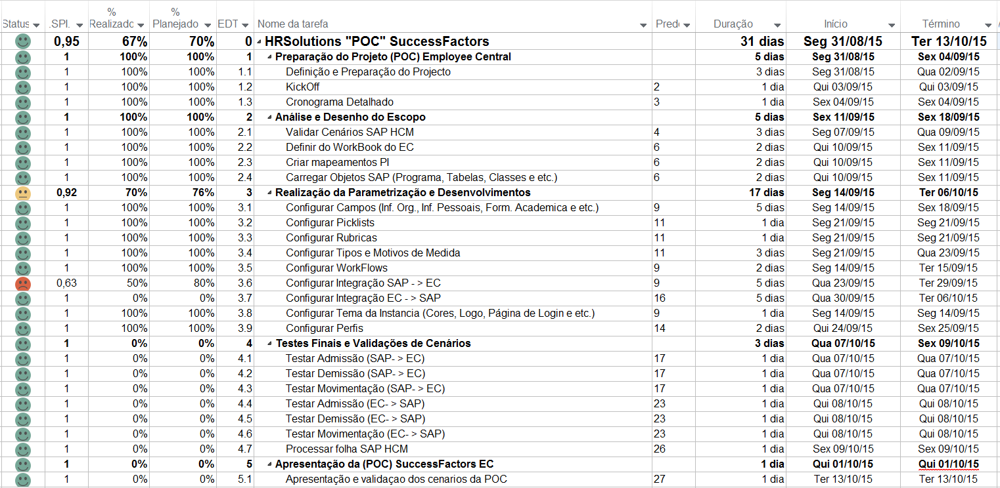 Status .SPI. % Realizado % Planejado EDT Nome da tarefa Prede Duração Início Término
0,95 67% 70% 0 HRSolutions "POC" SuccessFactors 31 dias Seg 31/08/15 Ter 13/10/15
1 100% 100% 1 Preparação do Projeto (POC) Employee Central 5 dias Seg 31/08/15 Sex 04/09/15
1 100% 100% 1.1 Definição e Preparação do Projecto 3 dias Seg 31/08/15 Qua 02/09/15
1 100% 100% 1.2 KickOff 2 1 dia Qui 03/09/15 Qui 03/09/15
1 100% 100% 1.3 Cronograma Detalhado 3 1 dia Sex 04/09/15 Sex 04/09/15
1 100% 100% 2 Análise e Desenho do Escopo 5 dias Sex 11/09/15 Sex 18/09/15
1 100% 100% 2.1 Validar Cenários SAP HCM 4 3 dias Seg 07/09/15 Qua 09/09/15
1 100% 100% 2.2 Definir do WorkBook do EC 6 2 dias Qui 10/09/15 Sex 11/09/15
1 100% 100% 2.3 Criar mapeamentos PI 6 2 dias Qui 10/09/15 Sex 11/09/15
1 100% 100% 2.4 Carregar Objetos SAP (Programa, Tabelas, Classes e etc.) 6 2 dias Qui 10/09/15 Sex 11/09/15
0,92 70% 76% 3 Realização da Parametrização e Desenvolvimentos 17 dias Seg 14/09/15 Ter 06/10/15
1 100% 100% 3.1 Configurar Campos (Inf. Org., Inf. Pessoais, Form. Academica e etc.) 9 5 dias Seg 14/09/15 Sex 18/09/15
1 100% 100% 3.2 Configurar Picklists 11 1 dia Seg 21/09/15 Seg 21/09/15
1 100% 100% 3.3 Configurar Rubricas 11 1 dia Seg 21/09/15 Seg 21/09/15
1 100% 100% 3.4 Configurar Tipos e Motivos de Medida 11 3 dias Seg 21/09/15 Qua 23/09/15
1 100% 100% 3.5 Configurar WorkFlows 9 2 dias Seg 14/09/15 Ter 15/09/15
0,63 50% 80% 3.6 Configurar Integração SAP - > EC 9 5 dias Qua 23/09/15 Ter 29/09/15
1 0% 0% 3.7 Configurar Integração EC - > SAP 16 5 dias Qua 30/09/15 Ter 06/10/15
1 100% 100% 3.8 Configurar Tema da Instancia (Cores, Logo, Página de Login e etc.) 9 1 dia Seg 14/09/15 Seg 14/09/15
1 100% 100% 3.9 Configurar Perfis 14 2 dias Qui 24/09/15 Sex 25/09/15
1 0% 0% 4 Testes Finais e Validações de Cenários 3 dias Qua 07/10/15 Sex 09/10/15
1 0% 0% 4.1 Testar Admissão (SAP- > EC) 17 1 dia Qua 07/10/15 Qua 07/10/15
1 0% 0% 4.2 Testar Demissão (SAP- > EC) 17 1 dia Qua 07/10/15 Qua 07/10/15
1 0% 0% 4.3 Testar Movimentação (SAP- > EC) 17 1 dia Qua 07/10/15 Qua 07/10/15
1 0% 0% 4.4 Testar Admissão (EC- > SAP) 23 1 dia Qui 08/10/15 Qui 08/10/15
1 0% 0% 4.5 Testar Demissão (EC- > SAP) 23 1 dia Qui 08/10/15 Qui 08/10/15
1 0% 0% 4.6 Testar Movimentação (EC- > SAP) 23 1 dia Qui 08/10/15 Qui 08/10/15
1 0% 0% 4.7 Processar folha SAP HCM 26 1 dia Sex 09/10/15 Sex 09/10/15
1 0% 0% 5 Apresentação da (POC) SuccessFactors EC 1 dia Qui 01/10/15 Qui 01/10/15
1 0% 0% 5.1 Apresentação e validaçao dos cenarios da POC 27 1 dia Ter 13/10/15 Ter 13/10/15